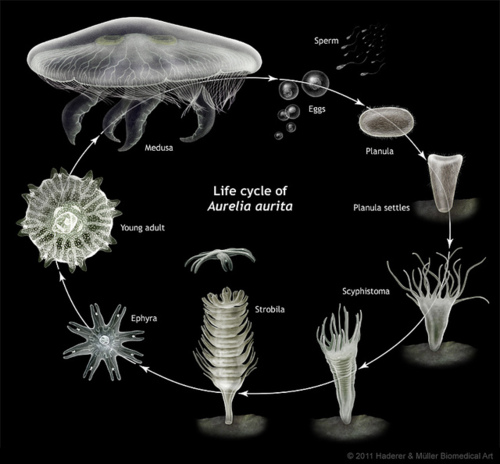 Sperm
Eggs
Medusa
Planula
Life cycle of
Aurelia aurita
Planula settles
Young adult
Scyphistoma
Strobila
Ephyra
© 2011 Haderer & Müller Biomedical Art